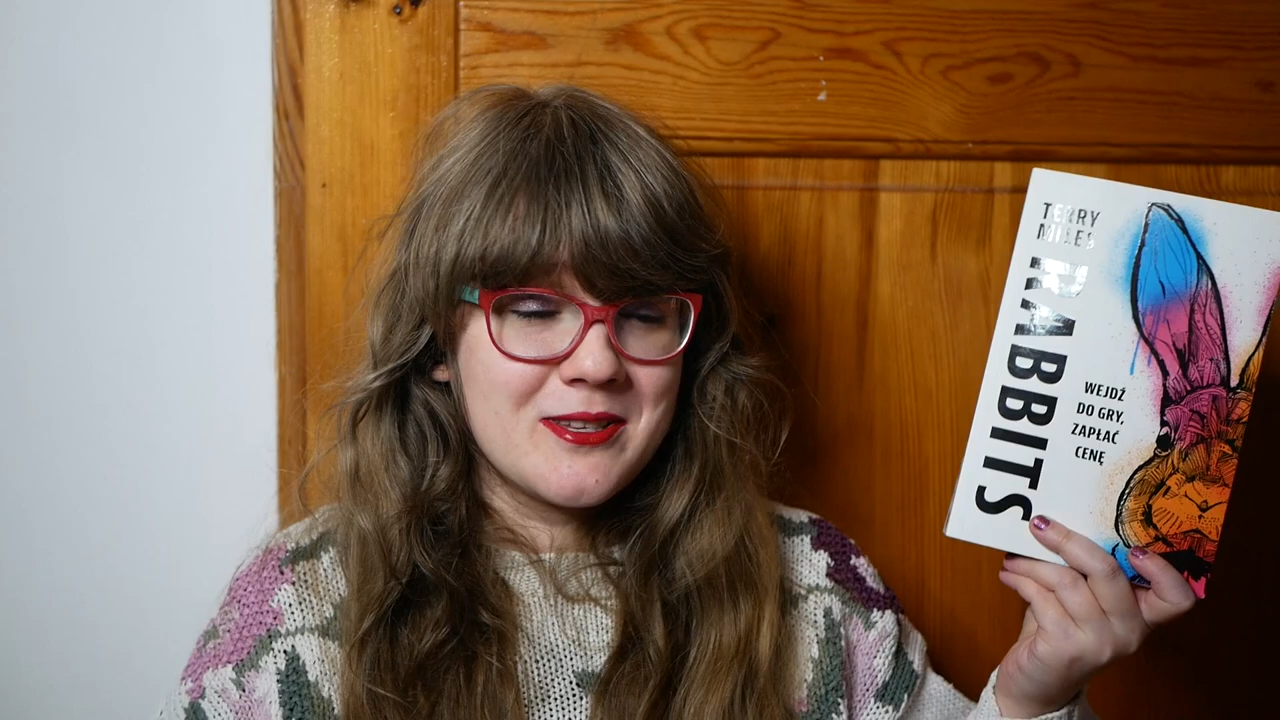 TERRY
MILES
RABBITS
WEJDŹ
DO GRY,
ZAPŁAĆ
CENĘ